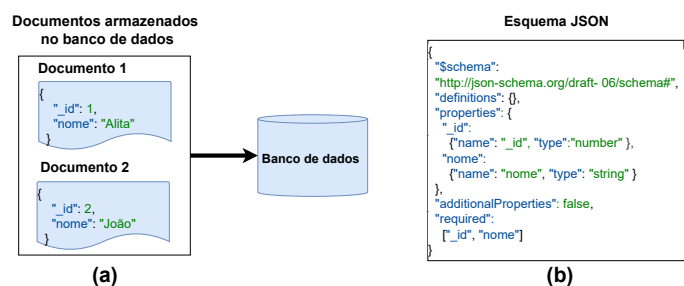 Documentos armazenados
no banco de dados
Documento 1
{
"_id": 1,
"nome": "Alita"
}
Documento 2
{
"_id": 2,
"nome": "João"
}
Banco de dados
(a)
Esquema JSON
{
"$schema":
"http://json-schema.org/draft- 06/schema#",
"definitions": {},
"properties": {
"_id":
{"name": "_id", "type":"number" },
"nome":
{"name": "nome", "type": "string" }
},
"additionalProperties": false,
"required":
["_id", "nome"]
}
(b)